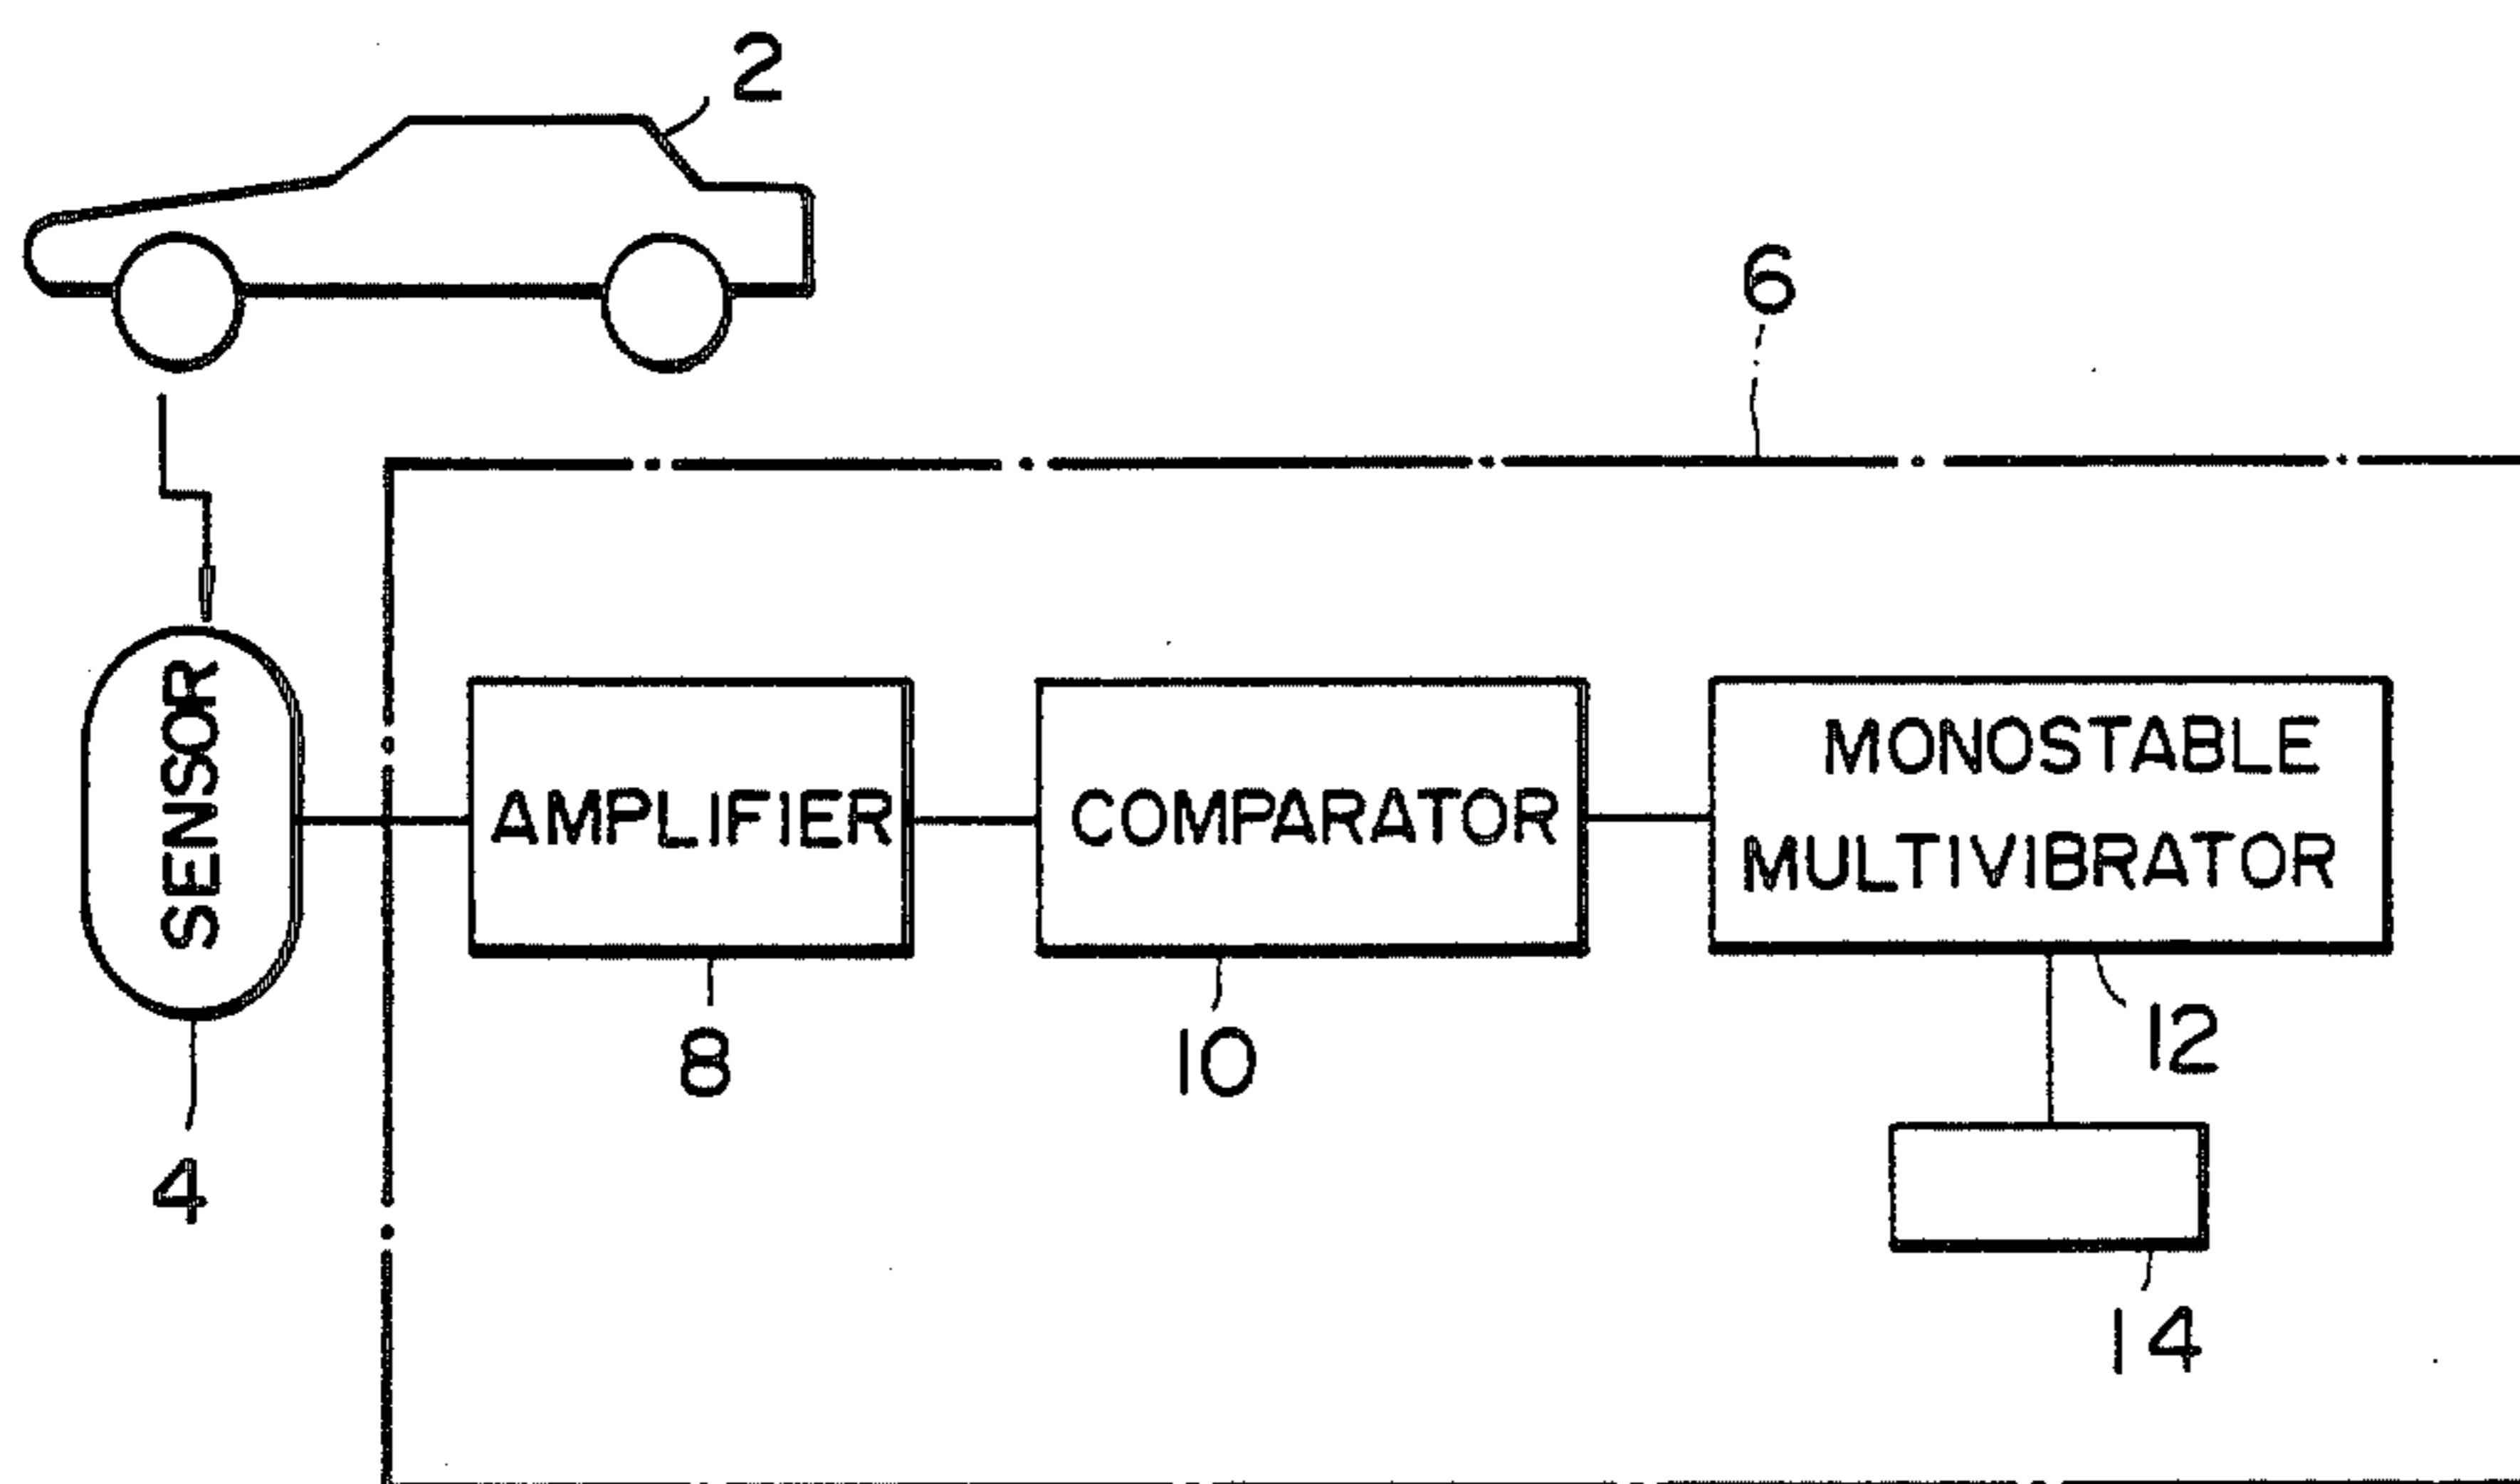 2
6
SENSOR
AMPLIFIER
COMPARATOR
MONOSTABLE
MULTIVIBRATOR
8
10
12
4
14